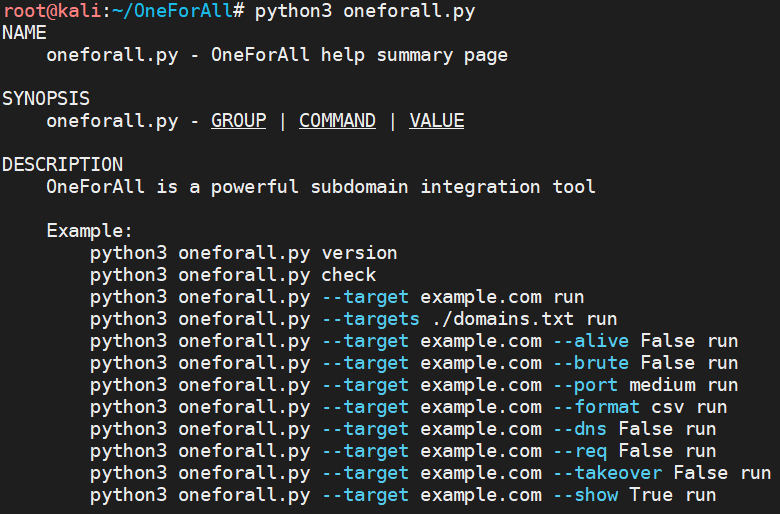 root@kali:~/OneForAll# python3 oneforall.py
NAME
oneforall.py - OneForAll help summary page
SYNOPSIS
oneforall.py - GROUP | COMMAND | VALUE
DESCRIPTION
OneForAll is a powerful subdomain integration tool
Example:
python3 oneforall.py version
python3 oneforall.py check
python3 oneforall.py --target example.com run
python3 oneforall.py --targets ./domains.txt run
python3 oneforall.py --target example.com --alive False run
python3 oneforall.py --target example.com --brute False run
python3 oneforall.py --target example.com --port medium run
python3 oneforall.py --target example.com --format csv run
python3 oneforall.py --target example.com --dns False run
python3 oneforall.py --target example.com --req False run
python3 oneforall.py --target example.com --takeover False run
python3 oneforall.py --target example.com --show True run